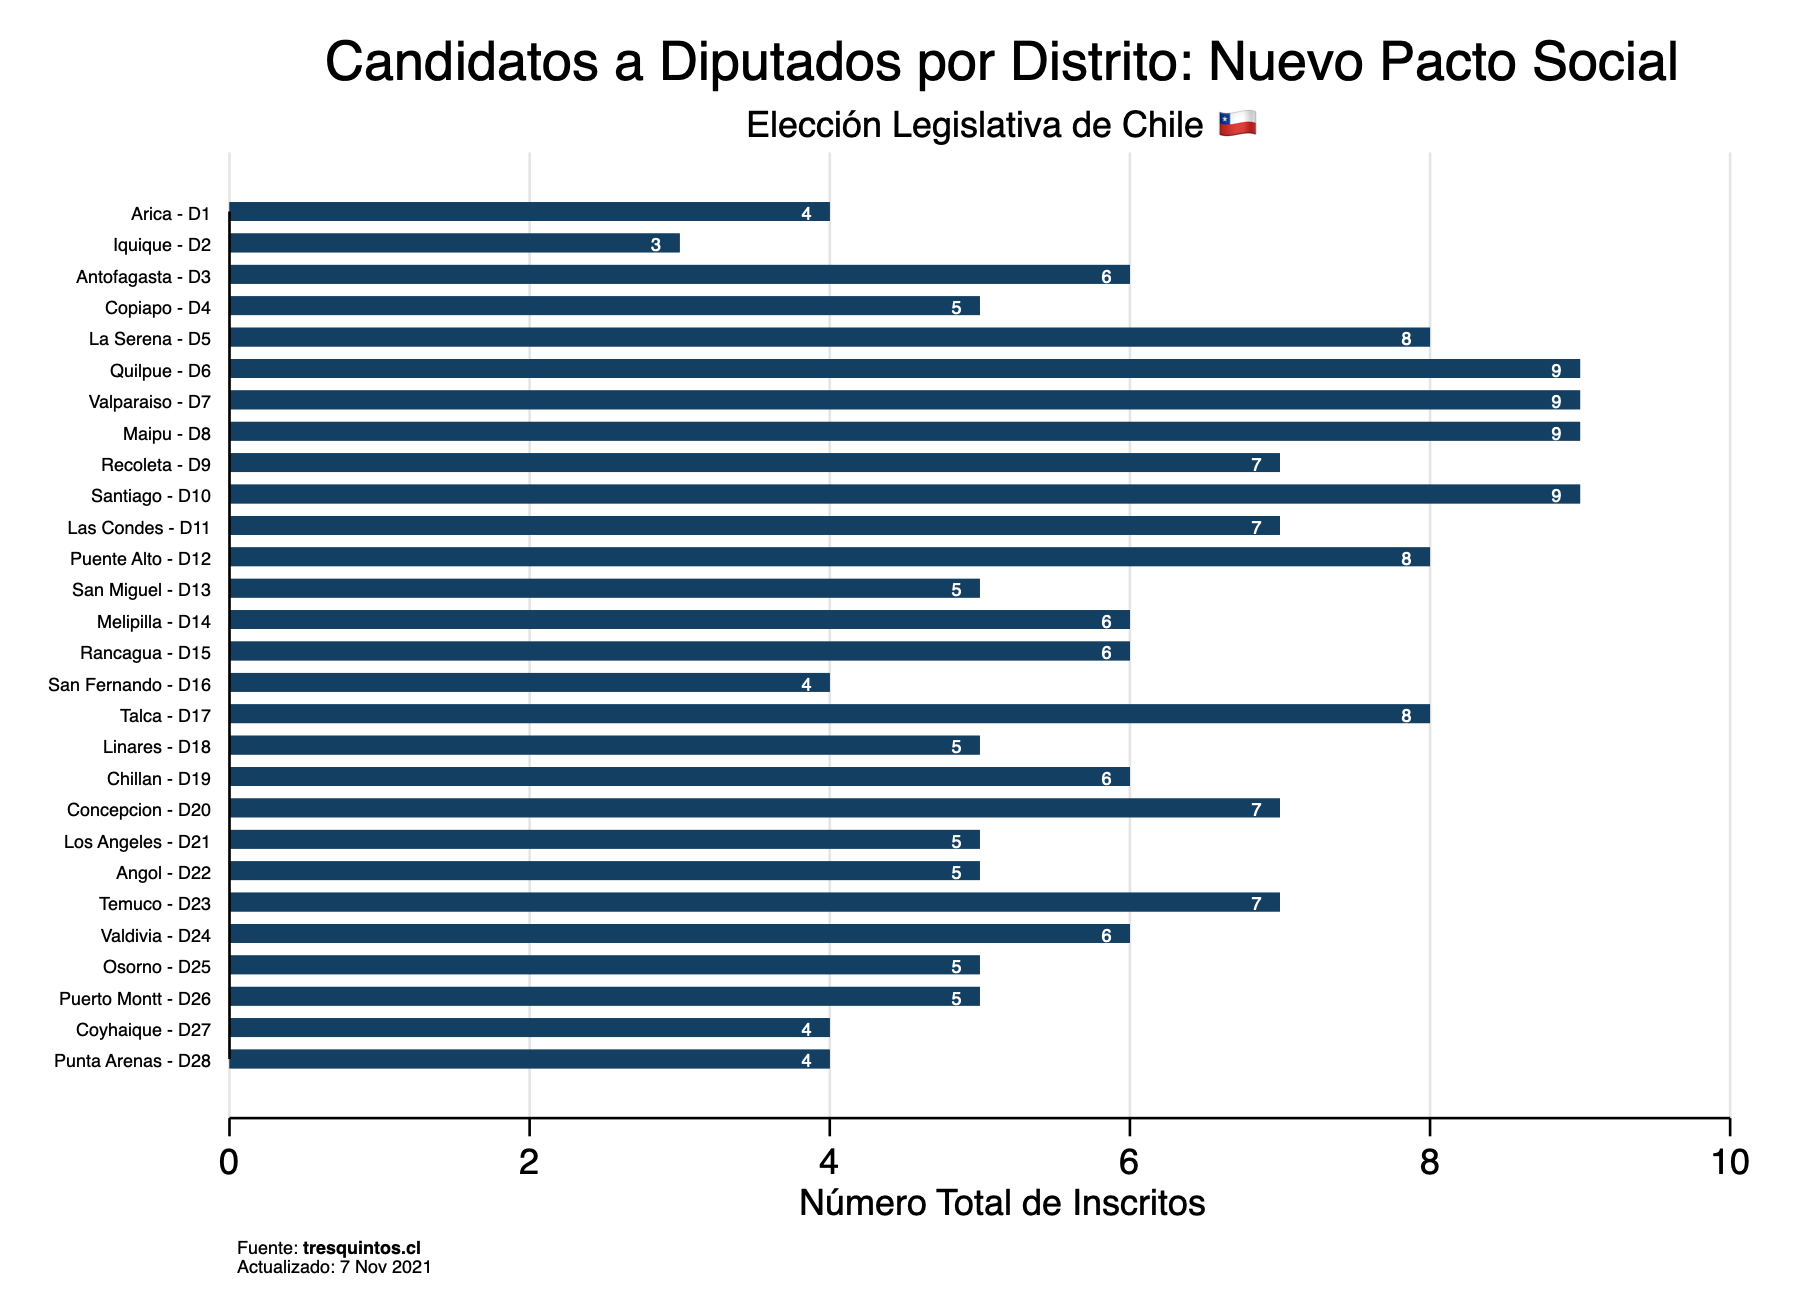 Candidatos a Diputados por Distrito: Nuevo Pacto Social
Elección Legislativa de Chile 🇨🇱
Arica - D1 4
Iquique - D2 3
Antofagasta - D3 6
Copiapo - D4 5
La Serena - D5 8
Quilpue - D6 9
Valparaiso - D7 9
Maipu - D8 9
Recoleta - D9 7
Santiago - D10 9
Las Condes - D11 7
Puente Alto - D12 8
San Miguel - D13 5
Melipilla - D14 6
Rancagua - D15 6
San Fernando - D16 4
Talca - D17 8
Linares - D18 5
Chillan - D19 6
Concepcion - D20 7
Los Angeles - D21 5
Angol - D22 5
Temuco - D23 7
Valdivia - D24 6
Osorno - D25 5
Puerto Montt - D26 5
Coyhaique - D27 4
Punta Arenas - D28 4
0 2 4 6 8 10
Número Total de Inscritos
Fuente: tresquintos.cl
Actualizado: 7 Nov 2021